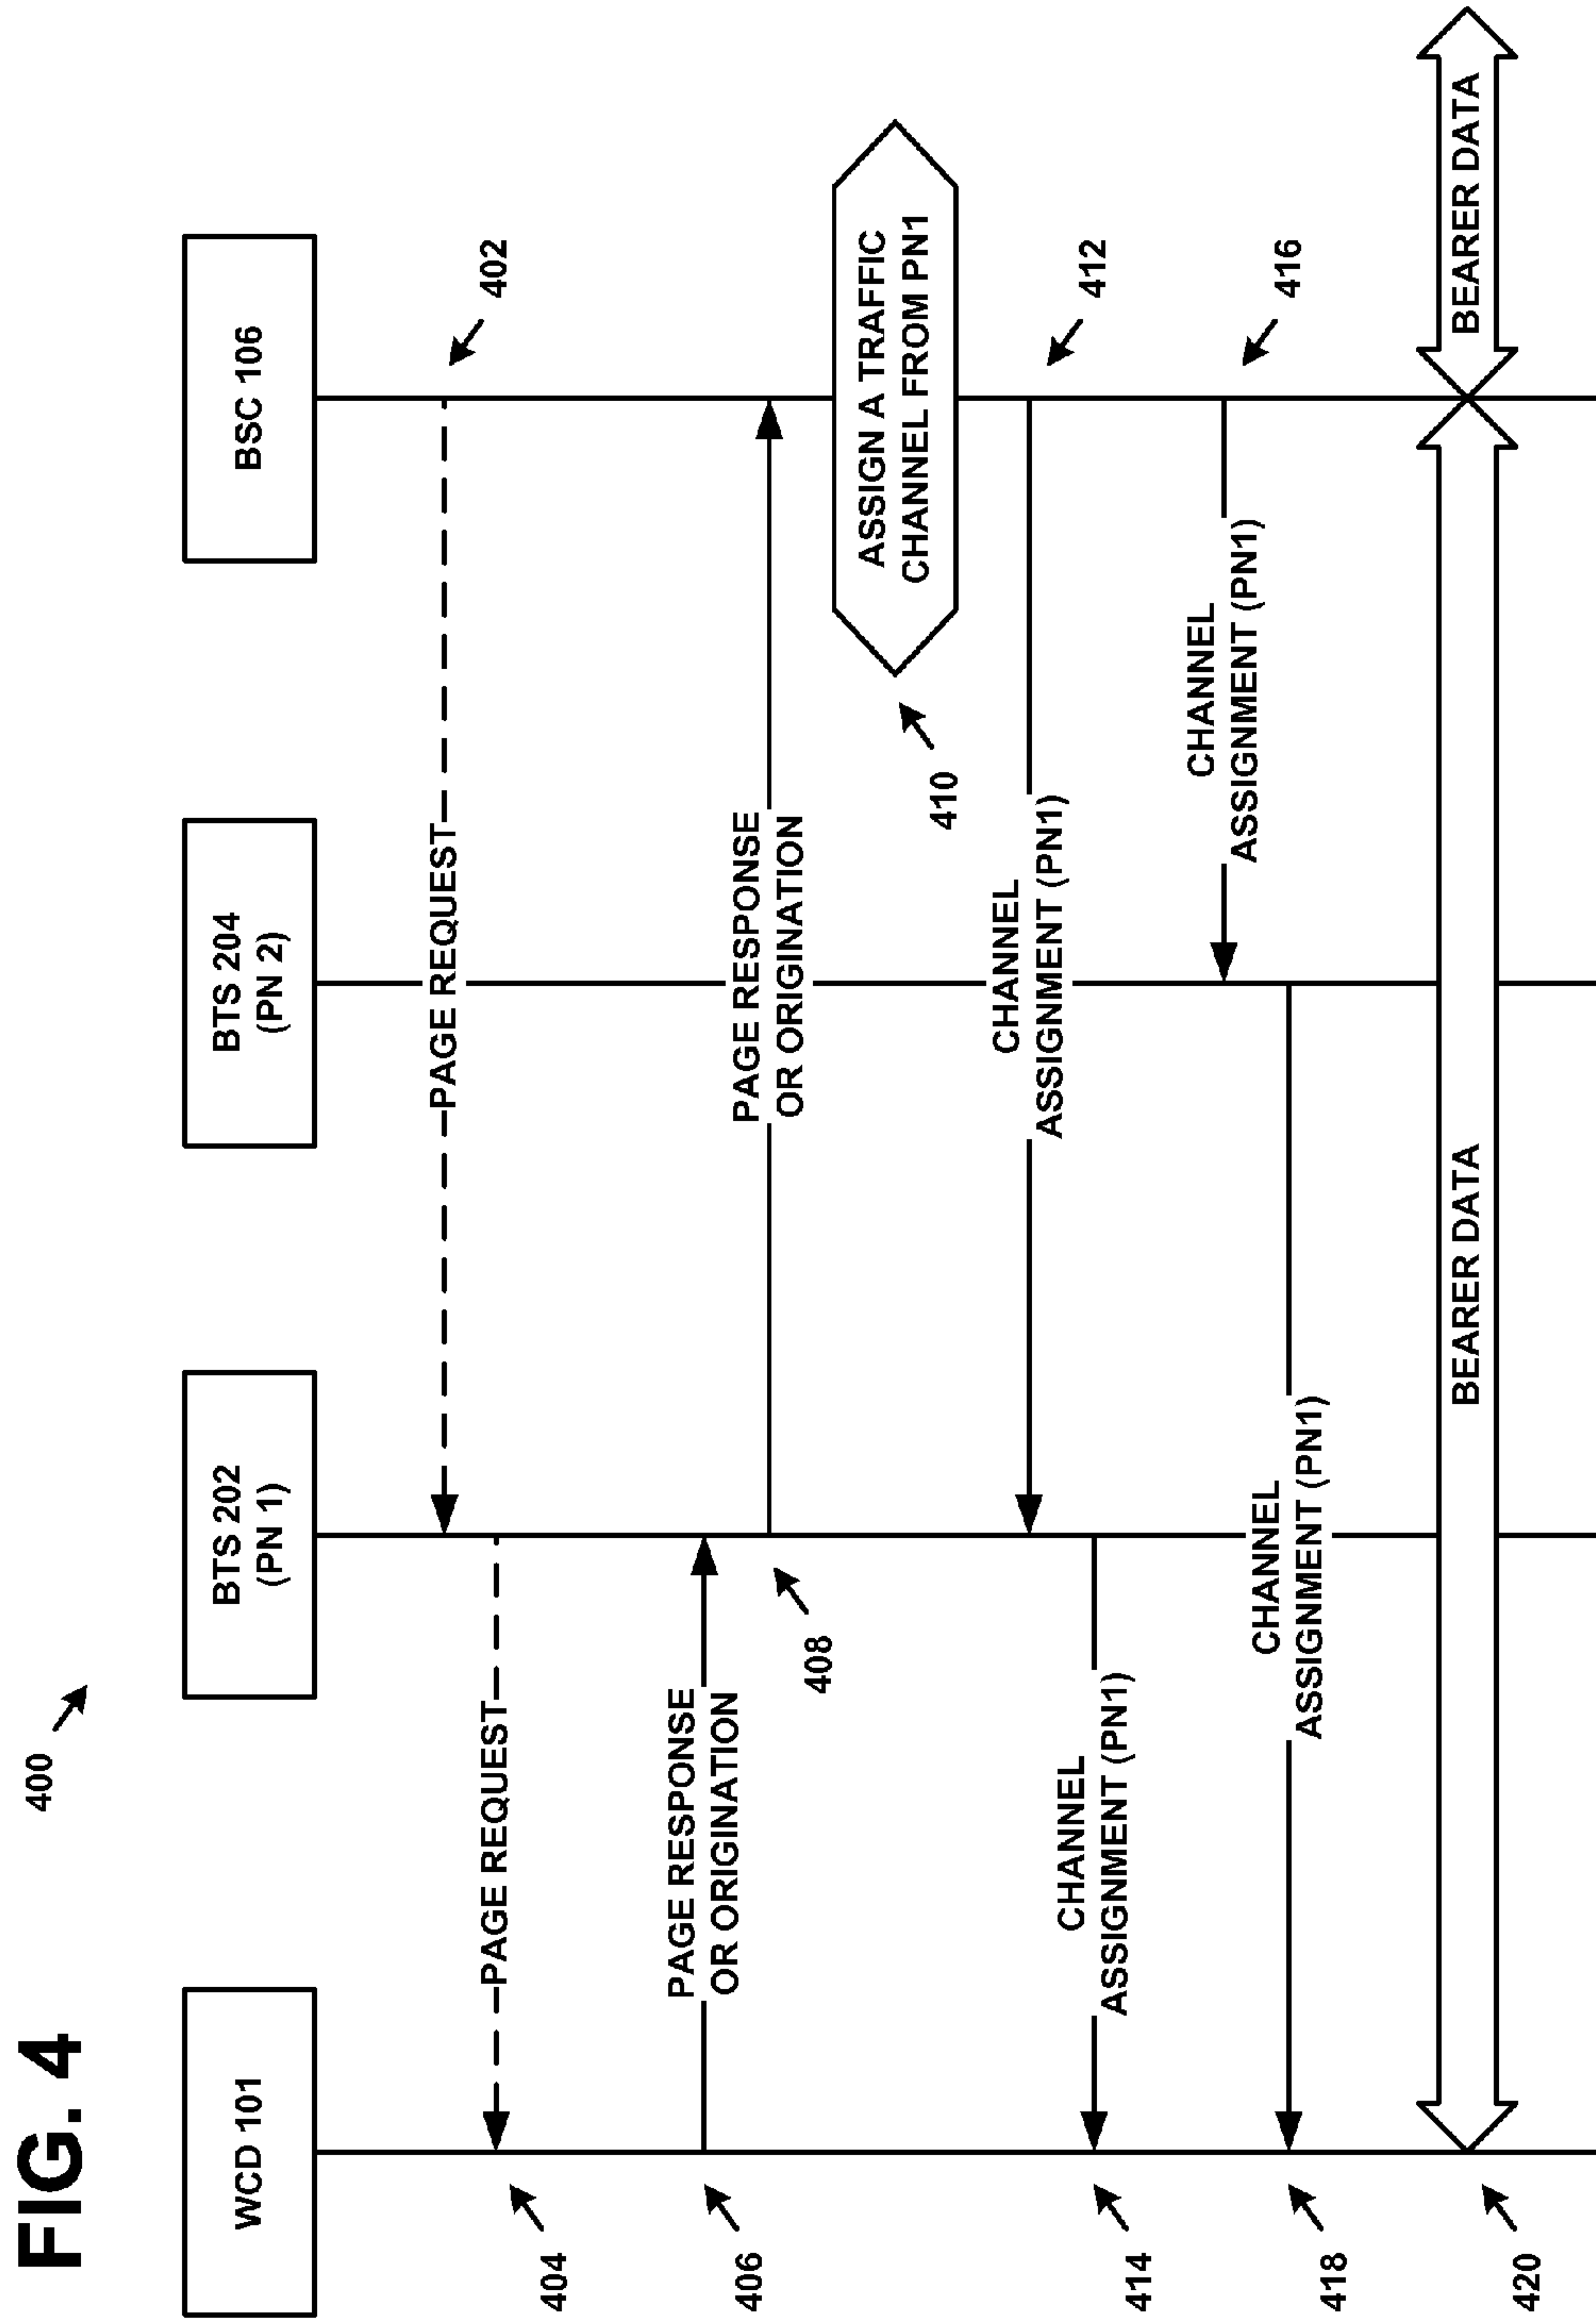 FIG. 4
400
WCD 101
BTS 202
(PN 1)
BTS 204
(PN 2)
BSC 106
PAGE REQUEST
402
PAGE REQUEST
404
PAGE RESPONSE
OR ORIGINATION
406
PAGE RESPONSE
OR ORIGINATION
408
ASSIGN A TRAFFIC
CHANNEL FROM PN1
410
CHANNEL
ASSIGNMENT (PN1)
412
CHANNEL
ASSIGNMENT (PN1)
414
CHANNEL
ASSIGNMENT (PN1)
416
CHANNEL
ASSIGNMENT (PN1)
418
BEARER DATA
BEARER DATA
420